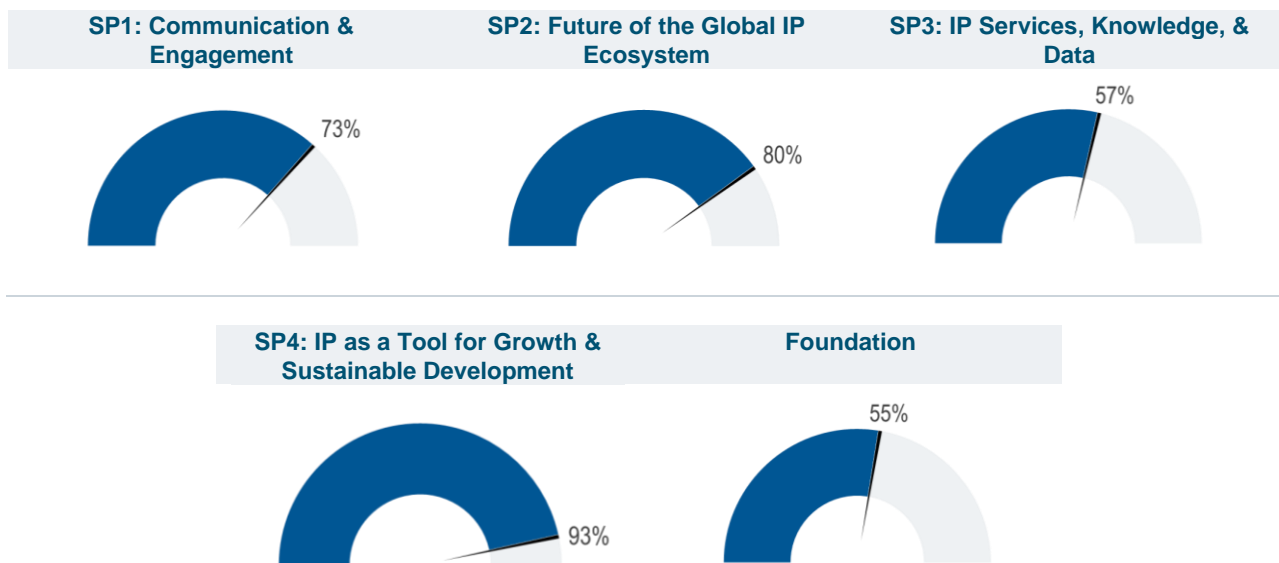 SP1: Communication &
Engagement
SP2: Future of the Global IP
Ecosystem
SP3: IP Services, Knowledge, &
Data
73%
80%
57%
SP4: IP as a Tool for Growth &
Sustainable Development
Foundation
93%
55%